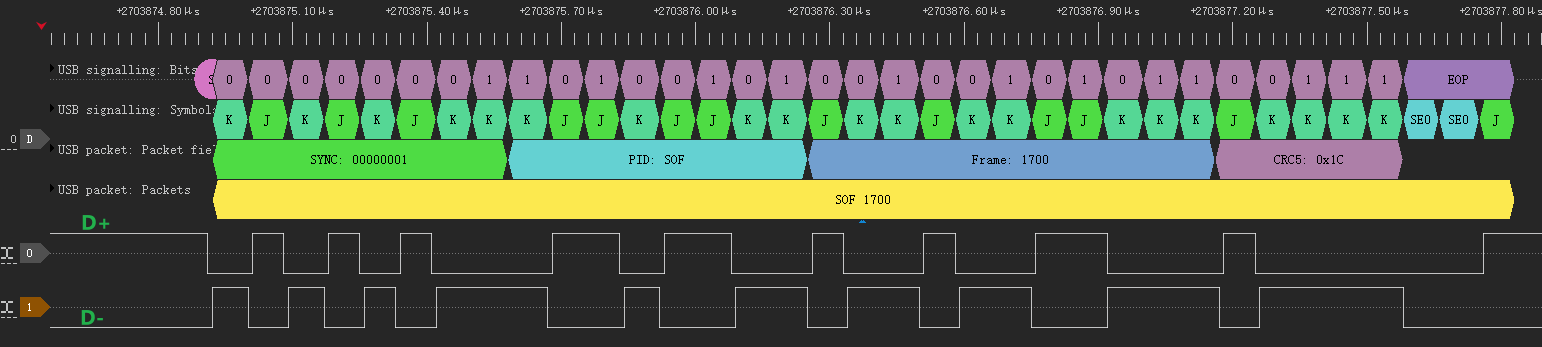 +2703874.80 μs +2703875.10 μs +2703875.40 μs +2703875.70 μs +2703876.00 μs +2703876.30 μs +2703876.60 μs +2703876.90 μs +2703877.20 μs +2703877.50 μs +2703877.80 μs
USB signalling: Bits 0 0 0 0 0 0 0 1 1 0 1 0 0 1 0 1 0 0 1 0 0 1 0 1 0 1 1 0 0 1 1 1 EOP
USB signalling: Symbols K J K J K J K K K J J K J J K K J K K J K K J J K K K J K K K K SE0 SE0 J
0 D
USB packet: Packet fie SYNC: 00000001 PID: SOF Frame: 1700 CRC5: 0x1C
USB packet: Packets SOF 1700
D+
0
1
D-